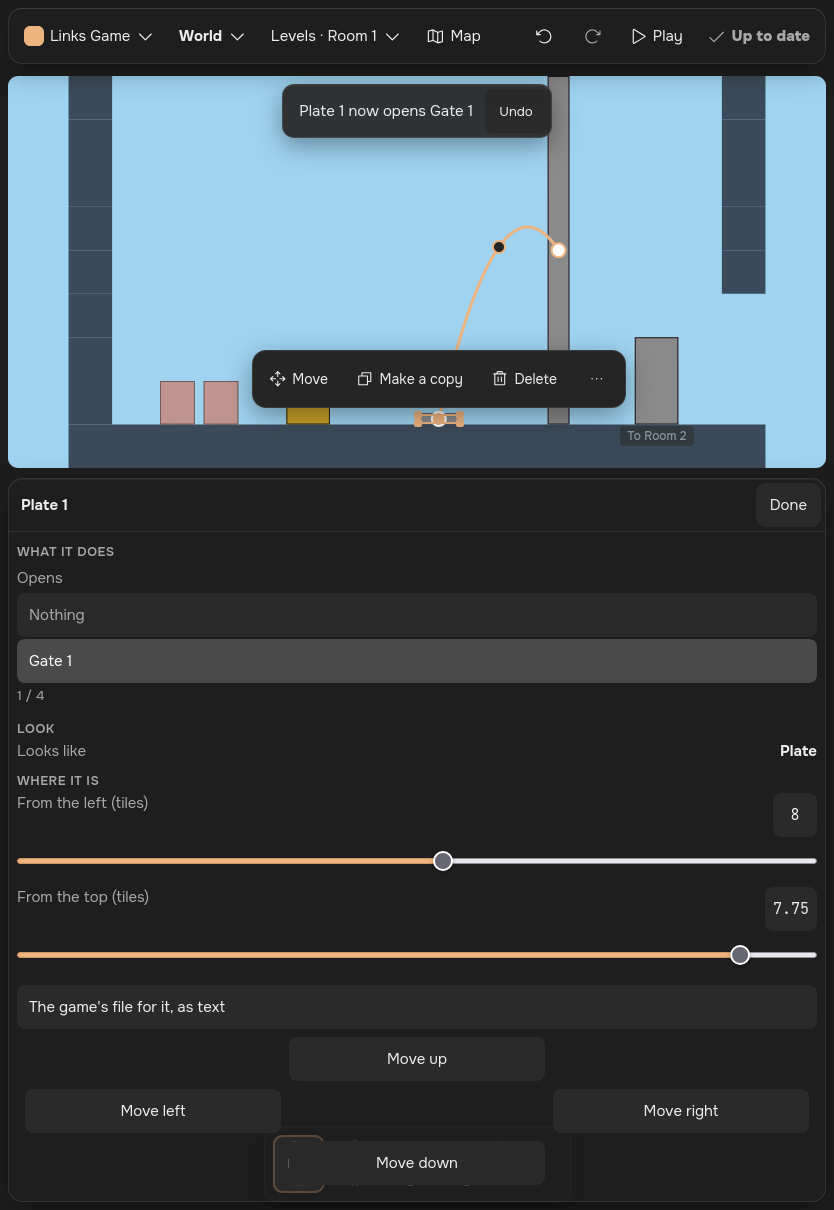 Links Game
World
Levels · Room 1
Map
Play
Up to date
Plate 1 now opens Gate 1
Undo
Move
Make a copy
Delete
···
To Room 2
Plate 1
Done
WHAT IT DOES
Opens
Nothing
Gate 1
1 / 4
LOOK
Looks like
Plate
WHERE IT IS
From the left (tiles)
8
From the top (tiles)
7.75
The game's file for it, as text
Move up
Move left
Move right
Move down